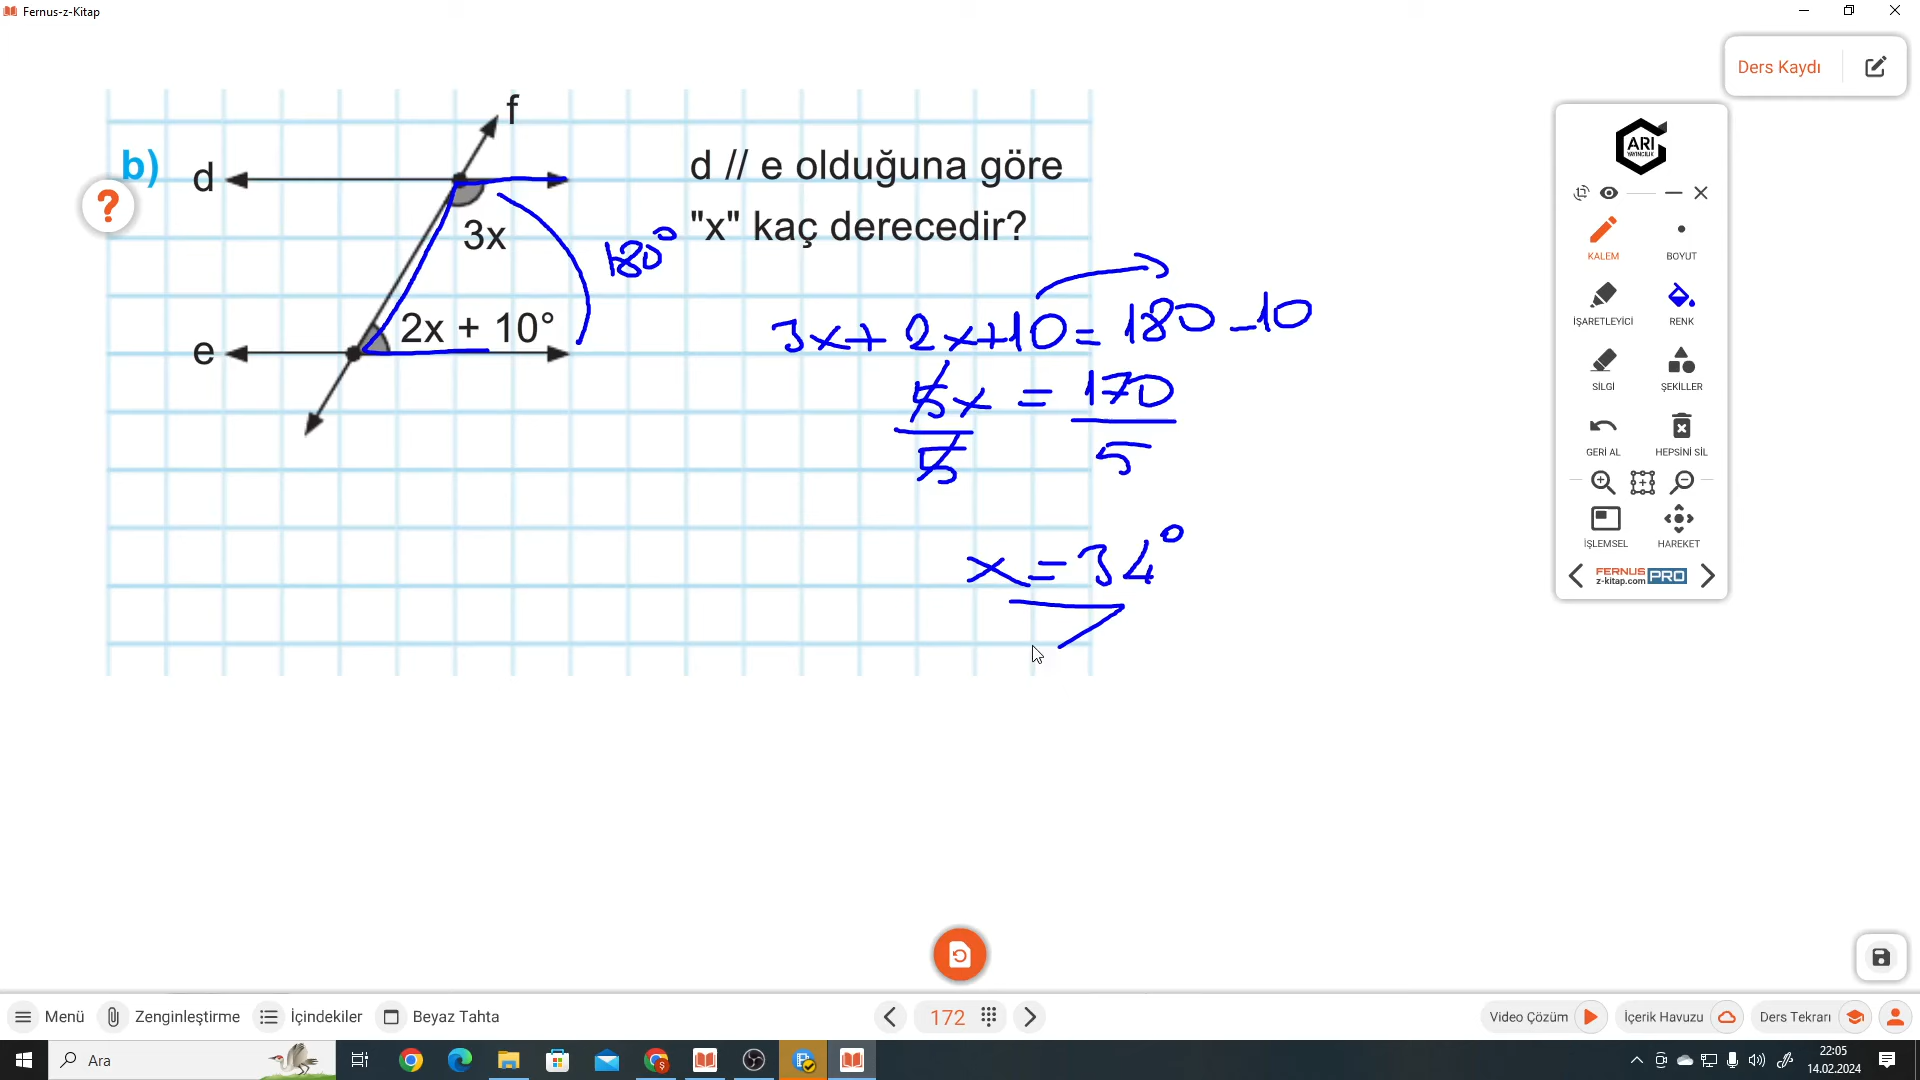 Fernus-z-Kitap
Ders Kaydı
b)
f
d
d // e olduğuna göre
?
3x
"x" kaç derecedir?
180°
2x + 10°
e
3x+2x+10=180-10
5x = 170
5 5
x=34°
ARI
YAYINCILIK
KALEM BOYUT
İŞARETLEYİCİ RENK
SİLGİ ŞEKİLLER
GERİ AL HEPSİNİ SİL
İŞLEMSEL HAREKET
FERNUS
z-kitap.com PRO
Menü Zenginleştirme İçindekiler Beyaz Tahta 172 Video Çözüm İçerik Havuzu Ders Tekrarı
Ara
22:05
14.02.2024